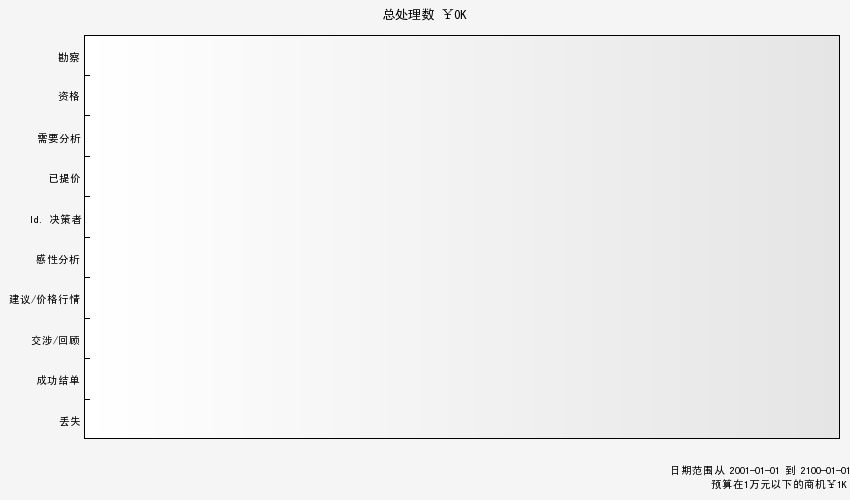 总处理数 ￥0K
勘察
资格
需要分析
已提价
Id. 决策者
感性分析
建议/价格行情
交涉/回顾
成功结单
丢失
日期范围从 2001-01-01 到 2100-01-01
预算在1万元以下的商机￥1K